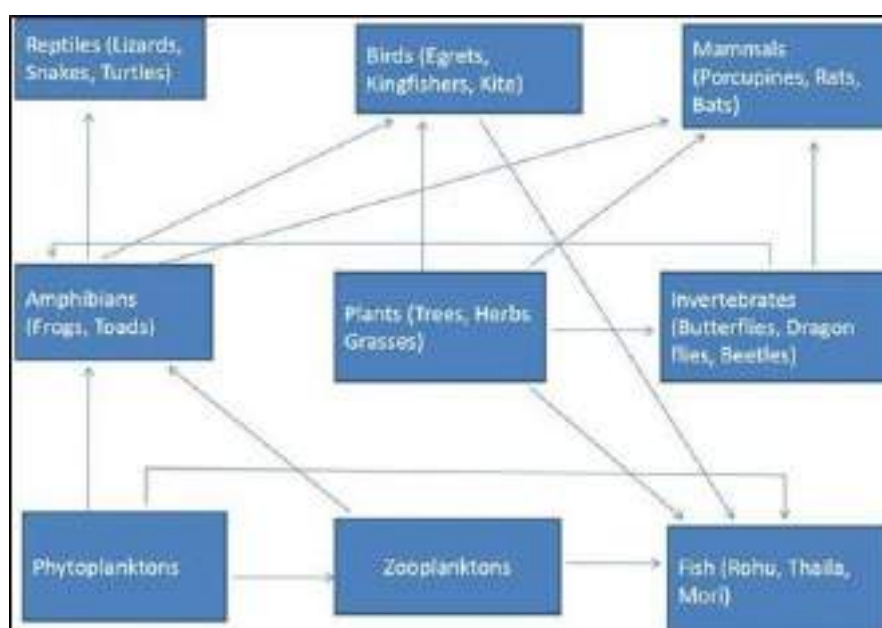 Reptiles (Lizards,
Snakes, Turtles)
Birds (Egrets,
Kingfishers, Kite)
Mammals
(Porcupines, Rats,
Bats)
Amphibians
(Frogs, Toads)
Plants (Trees, Herbs
Grasses)
Invertebrates
(Butterflies, Dragon
flies, Beetles)
Phytoplanktons
Zooplanktons
Fish (Rohu, Thaila,
Mori)